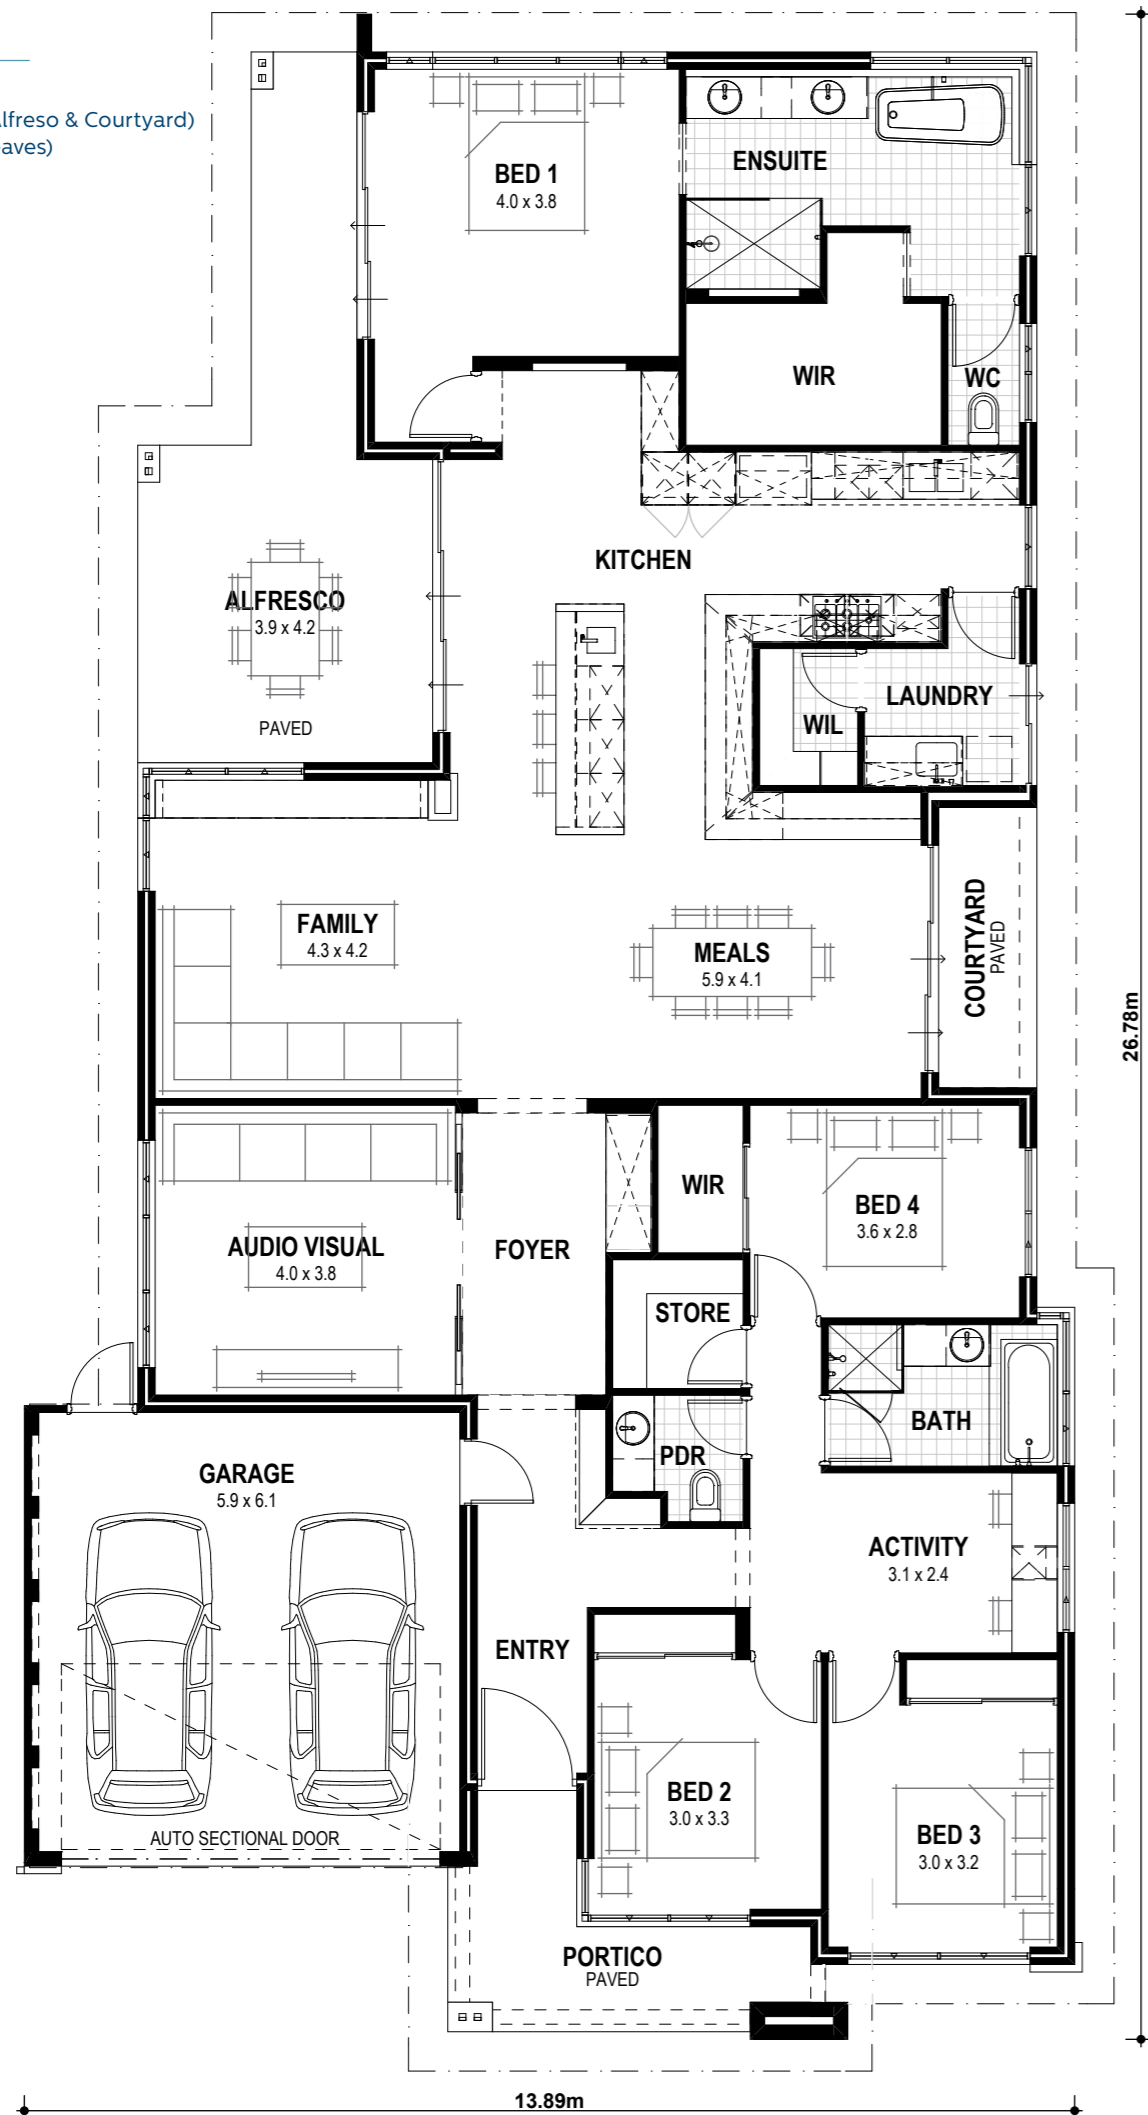 lfreso & Courtyard)
aves)
BED 1
4.0 x 3.8
ENSUITE
WIR
WC
KITCHEN
ALFRESCO
3.9 x 4.2
PAVED
LAUNDRY
WIL
FAMILY
4.3 x 4.2
MEALS
5.9 x 4.1
COURTYARD
PAVED
26.78m
WIR
BED 4
3.6 x 2.8
AUDIO VISUAL
4.0 x 3.8
FOYER
STORE
BATH
PDR
GARAGE
5.9 x 6.1
ACTIVITY
3.1 x 2.4
ENTRY
BED 2
3.0 x 3.3
BED 3
3.0 x 3.2
AUTO SECTIONAL DOOR
PORTICO
PAVED
13.89m